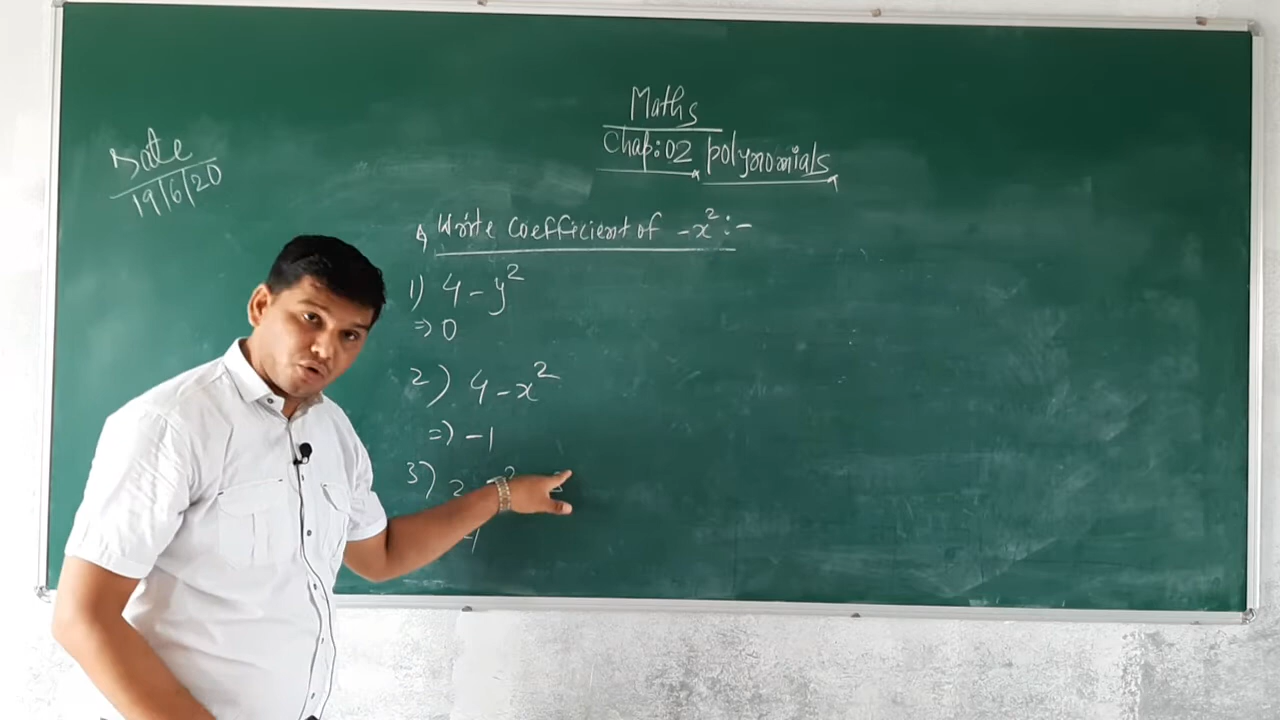 Maths
Chap:02 polynomials
Date
19/6/20
Write Coefficient of -x²:-
1) 4-y²
⇒ 0
2) 4-x²
=) -1
3) 2